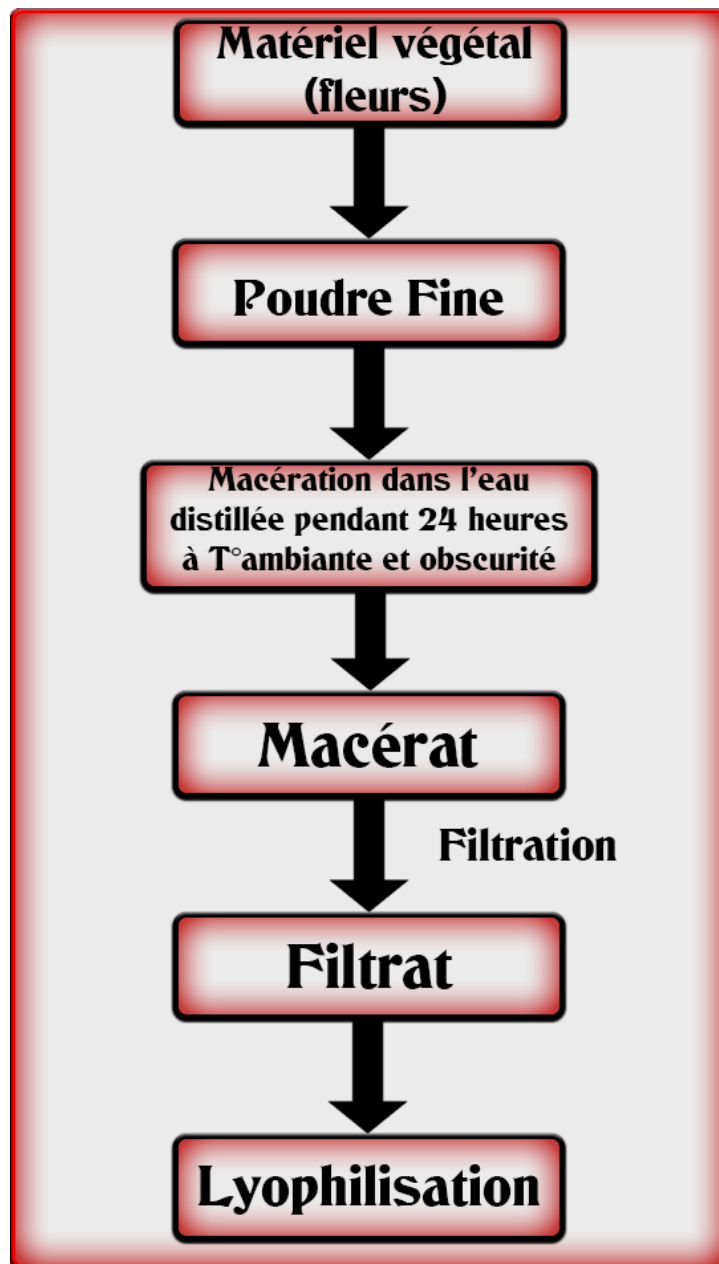 Matériel végétal
(fleurs)
Poudre Fine
Macération dans l'eau
distillée pendant 24 heures
à T°ambiante et obscurité
Macérat
Filtration
Filtrat
Lyophilisation